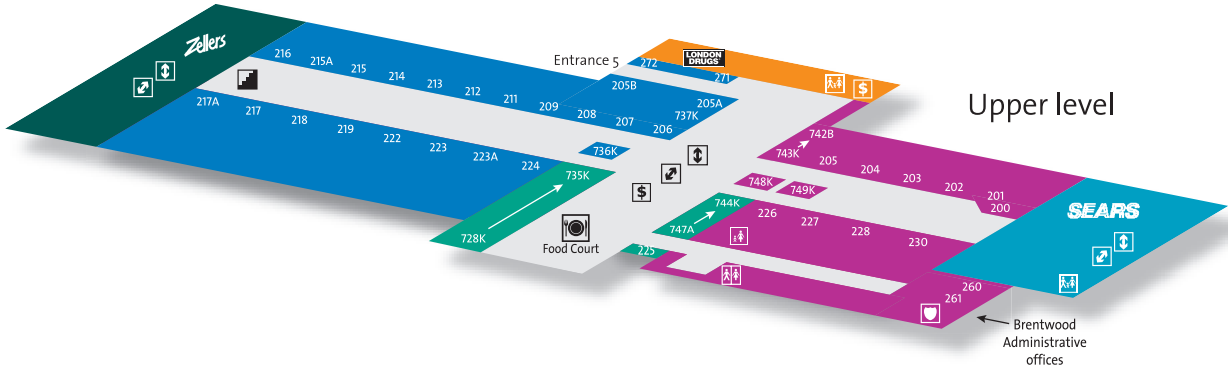 Zellers
216
215A
215
214
213
212
211
209
208
207
206
217A
217
218
219
222
223
223A
224
Entrance 5
272
271
LONDON
DRUGS
$
205B
205A
737K
736K
735K
728K
Food Court
$
Upper level
742B
743K
205
204
203
202
201
200
748K
749K
744K
747A
225
226
227
228
230
SEARS
260
261
Brentwood
Administrative
offices